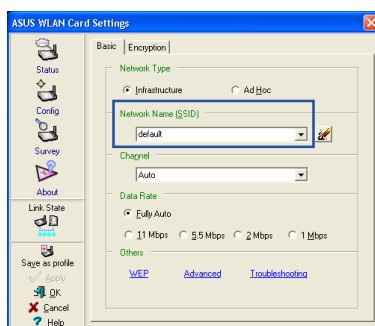 ASUS WLAN Card Settings
Status
Config
Survey
About
Link State
Save as profile
Apply
OK
Cancel
Help
Basic
Encryption
Network Type
Infrastructure
Ad Hoc
Network Name (SSID)
default
Channel
Auto
Data Rate
Fully Auto
11 Mbps
5.5 Mbps
2 Mbps
1 Mbps
Others
WEP
Advanced
Troubleshooting